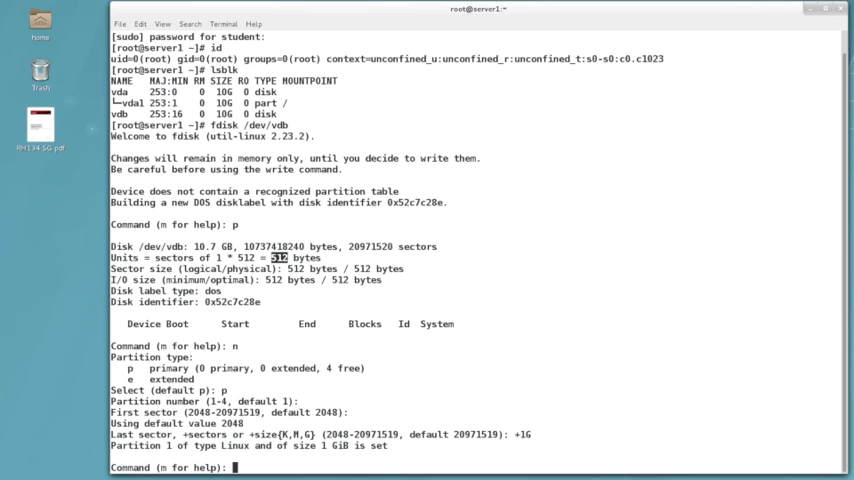 root@server1:~
File Edit View Search Terminal Help
home
Trash
RH134-SG.pdf
[sudo] password for student:
[root@server1 ~]# id
uid=0(root) gid=0(root) groups=0(root) context=unconfined_u:unconfined_r:unconfined_t:s0-s0:c0.c1023
[root@server1 ~]# lsblk
NAME MAJ:MIN RM SIZE RO TYPE MOUNTPOINT
vda 253:0 0 10G 0 disk
└─vda1 253:1 0 10G 0 part /
vdb 253:16 0 10G 0 disk
[root@server1 ~]# fdisk /dev/vdb
Welcome to fdisk (util-linux 2.23.2).
Changes will remain in memory only, until you decide to write them.
Be careful before using the write command.
Device does not contain a recognized partition table
Building a new DOS disklabel with disk identifier 0x52c7c28e.
Command (m for help): p
Disk /dev/vdb: 10.7 GB, 10737418240 bytes, 20971520 sectors
Units = sectors of 1 * 512 = 512 bytes
Sector size (logical/physical): 512 bytes / 512 bytes
I/O size (minimum/optimal): 512 bytes / 512 bytes
Disk label type: dos
Disk identifier: 0x52c7c28e
Device Boot Start End Blocks Id System
Command (m for help): n
Partition type:
p primary (0 primary, 0 extended, 4 free)
e extended
Select (default p): p
Partition number (1-4, default 1):
First sector (2048-20971519, default 2048):
Using default value 2048
Last sector, +sectors or +size{K,M,G} (2048-20971519, default 20971519): +1G
Partition 1 of type Linux and of size 1 GiB is set
Command (m for help):